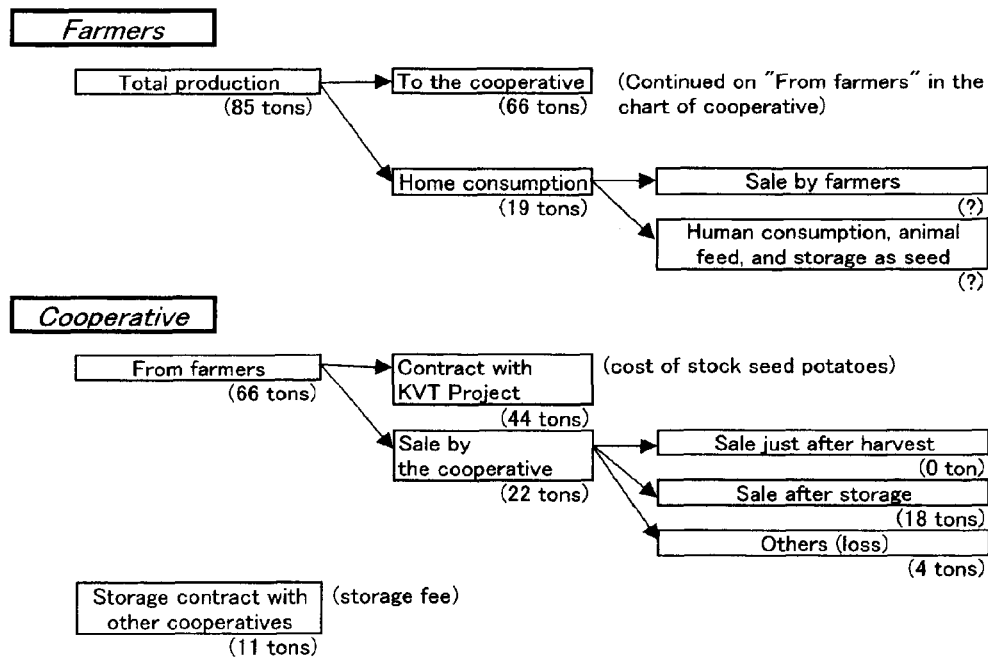 Farmers
Total production
(85 tons)
To the cooperative
(66 tons)
(Continued on "From farmers" in the
chart of cooperative)
Home consumption
(19 tons)
Sale by farmers
(?)
Human consumption, animal
feed, and storage as seed
(?)
Cooperative
From farmers
(66 tons)
Contract with
KVT Project
(44 tons)
(cost of stock seed potatoes)
Sale by
the cooperative
(22 tons)
Sale just after harvest
(0 ton)
Sale after storage
(18 tons)
Others (loss)
(4 tons)
Storage contract with
other cooperatives
(11 tons)
(storage fee)